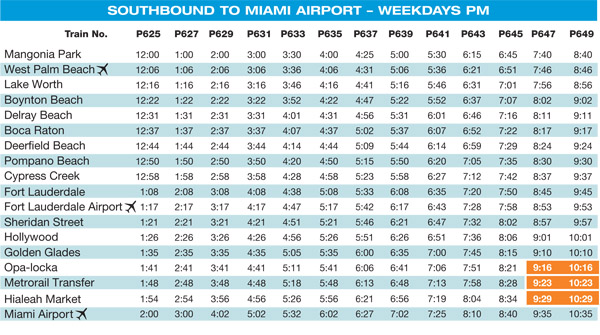 SOUTHBOUND TO MIAMI AIRPORT – WEEKDAYS PM
Train No. P625 P627 P629 P631 P633 P635 P637 P639 P641 P643 P645 P647 P649
Mangonia Park 12:00 1:00 2:00 3:00 3:30 4:00 4:25 5:00 5:30 6:15 6:45 7:40 8:40
West Palm Beach 12:06 1:06 2:06 3:06 3:36 4:06 4:31 5:06 5:36 6:21 6:51 7:46 8:46
Lake Worth 12:16 1:16 2:16 3:16 3:46 4:16 4:41 5:16 5:46 6:31 7:01 7:56 8:56
Boynton Beach 12:22 1:22 2:22 3:22 3:52 4:22 4:47 5:22 5:52 6:37 7:07 8:02 9:02
Delray Beach 12:31 1:31 2:31 3:31 4:01 4:31 4:56 5:31 6:01 6:46 7:16 8:11 9:11
Boca Raton 12:37 1:37 2:37 3:37 4:07 4:37 5:02 5:37 6:07 6:52 7:22 8:17 9:17
Deerfield Beach 12:44 1:44 2:44 3:44 4:14 4:44 5:09 5:44 6:14 6:59 7:29 8:24 9:24
Pompano Beach 12:50 1:50 2:50 3:50 4:20 4:50 5:15 5:50 6:20 7:05 7:35 8:30 9:30
Cypress Creek 12:58 1:58 2:58 3:58 4:28 4:58 5:23 5:58 6:27 7:12 7:42 8:37 9:37
Fort Lauderdale 1:08 2:08 3:08 4:08 4:38 5:08 5:33 6:08 6:35 7:20 7:50 8:45 9:45
Fort Lauderdale Airport 1:17 2:17 3:17 4:17 4:47 5:17 5:42 6:17 6:43 7:28 7:58 8:53 9:53
Sheridan Street 1:21 2:21 3:21 4:21 4:51 5:21 5:46 6:21 6:47 7:32 8:02 8:57 9:57
Hollywood 1:26 2:26 3:26 4:26 4:56 5:26 5:51 6:26 6:51 7:36 8:06 9:01 10:01
Golden Glades 1:35 2:35 3:35 4:35 5:05 5:35 6:00 6:35 7:00 7:45 8:15 9:10 10:10
Opa-locka 1:41 2:41 3:41 4:41 5:11 5:41 6:06 6:41 7:06 7:51 8:21 9:16 10:16
Metrorail Transfer 1:48 2:48 3:48 4:48 5:18 5:48 6:13 6:48 7:13 7:58 8:28 9:23 10:23
Hialeah Market 1:54 2:54 3:56 4:56 5:26 5:56 6:21 6:56 7:19 8:04 8:34 9:29 10:29
Miami Airport 2:00 3:00 4:02 5:02 5:32 6:02 6:27 7:02 7:25 8:10 8:40 9:35 10:35